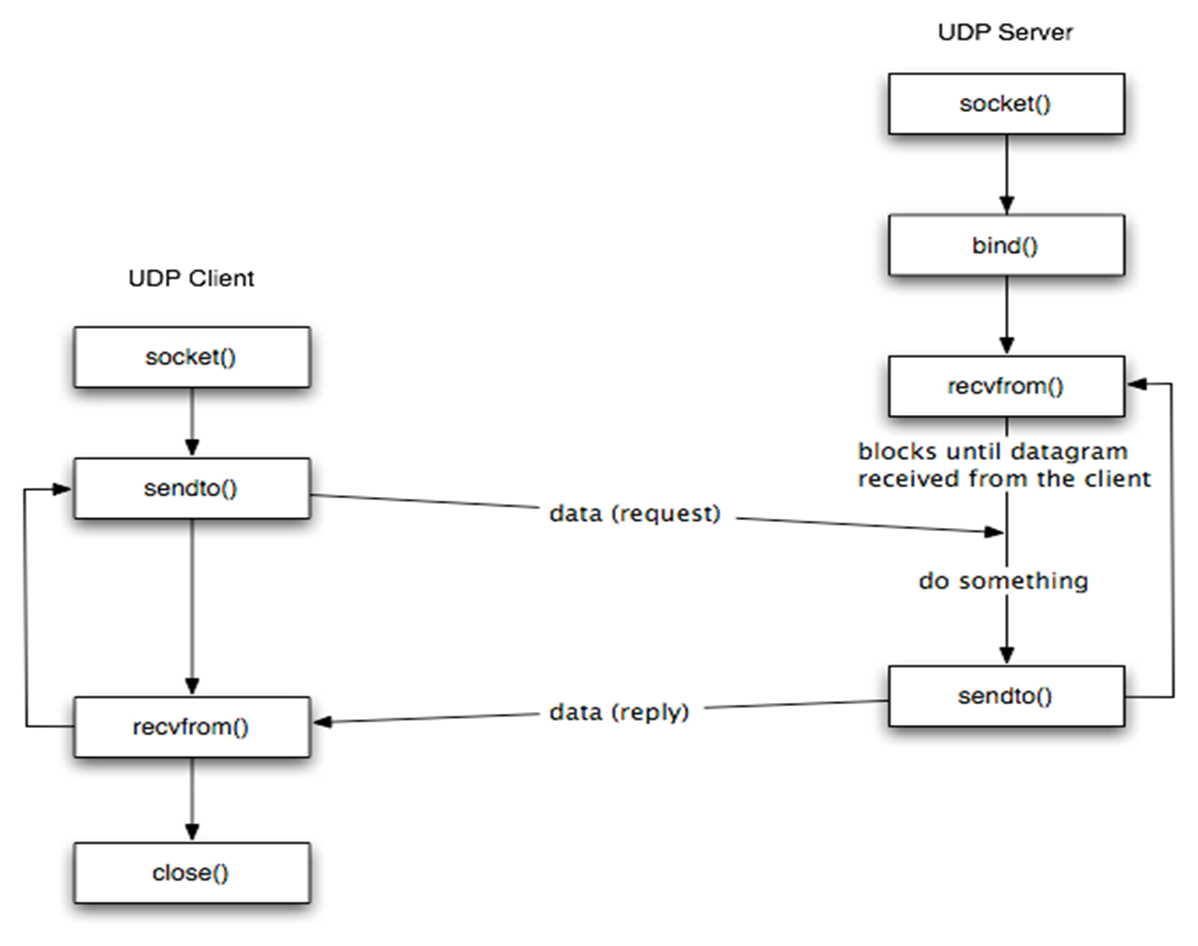 UDP Server
socket()
bind()
UDP Client
socket()
recvfrom()
blocks until datagram
received from the client
sendto()
data (request)
do something
sendto()
data (reply)
recvfrom()
close()